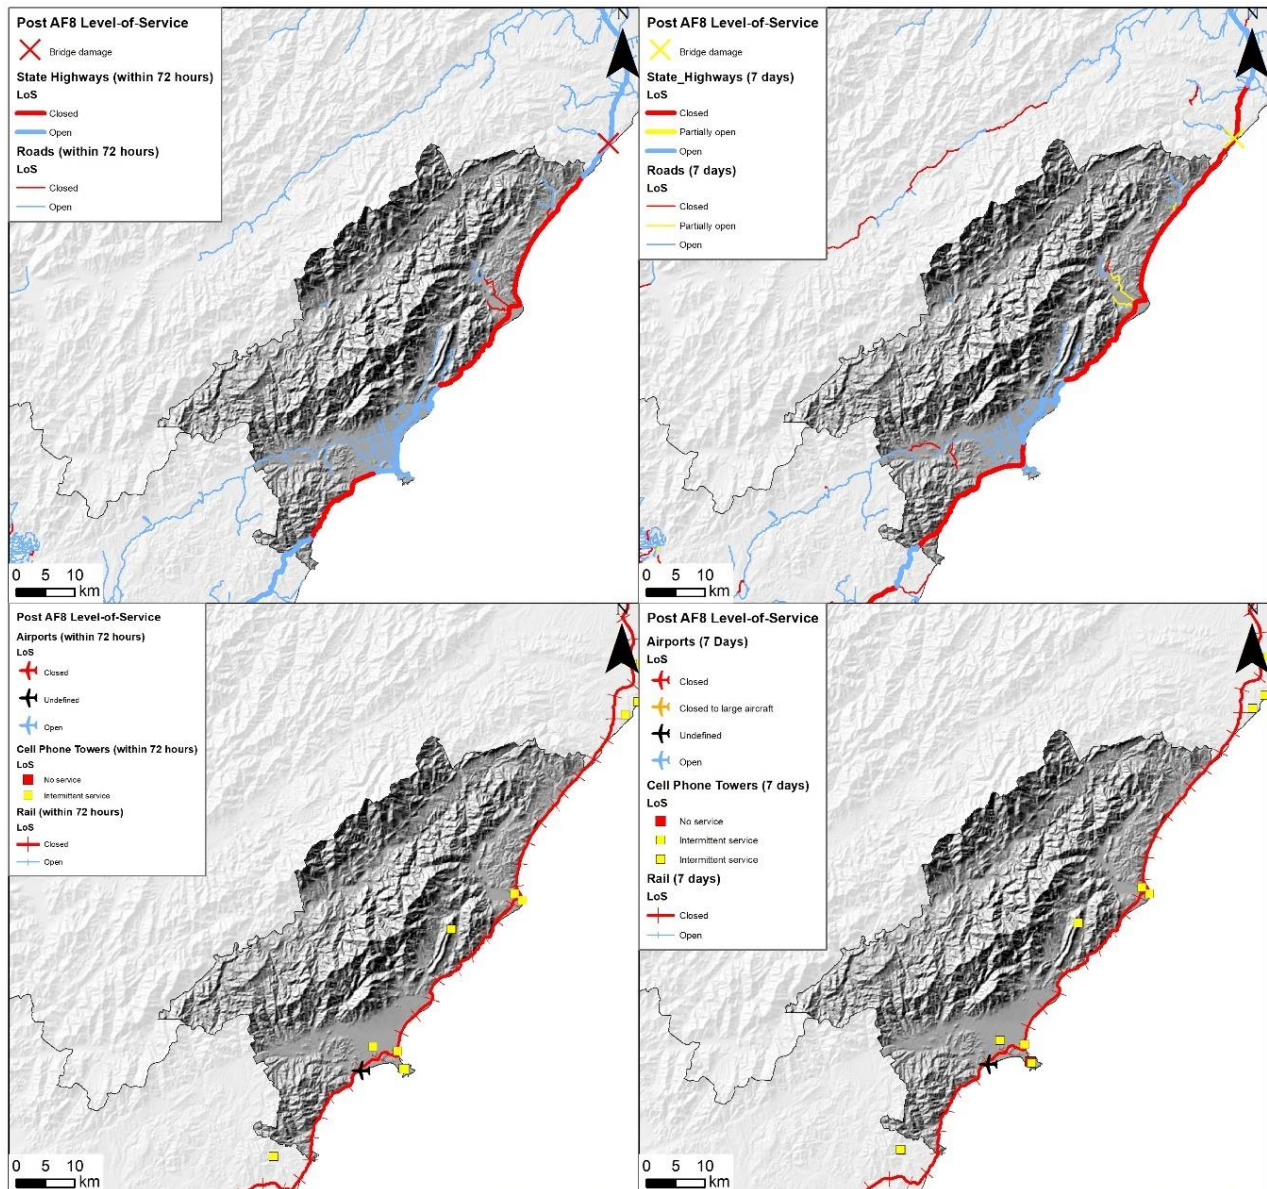 Post AF8 Level-of-Service
Bridge damage
State Highways (within 72 hours)
LoS
Closed
Open
Roads (within 72 hours)
LoS
Closed
Open
N
0 5 10
km
Post AF8 Level-of-Service
Bridge damage
State_Highways (7 days)
LoS
Closed
Partially open
Open
Roads (7 days)
LoS
Closed
Partially open
Open
N
0 5 10
km
Post AF8 Level-of-Service
Airports (within 72 hours)
LoS
Closed
Undefined
Open
Cell Phone Towers (within 72 hours)
LoS
No service
Intermittent service
Rail (within 72 hours)
LoS
Closed
Open
N
0 5 10
km
Post AF8 Level-of-Service
Airports (7 Days)
LoS
Closed
Closed to large aircraft
Undefined
Open
Cell Phone Towers (7 days)
LoS
No service
Intermittent service
Intermittent service
Rail (7 days)
LoS
Closed
Open
N
0 5 10
km